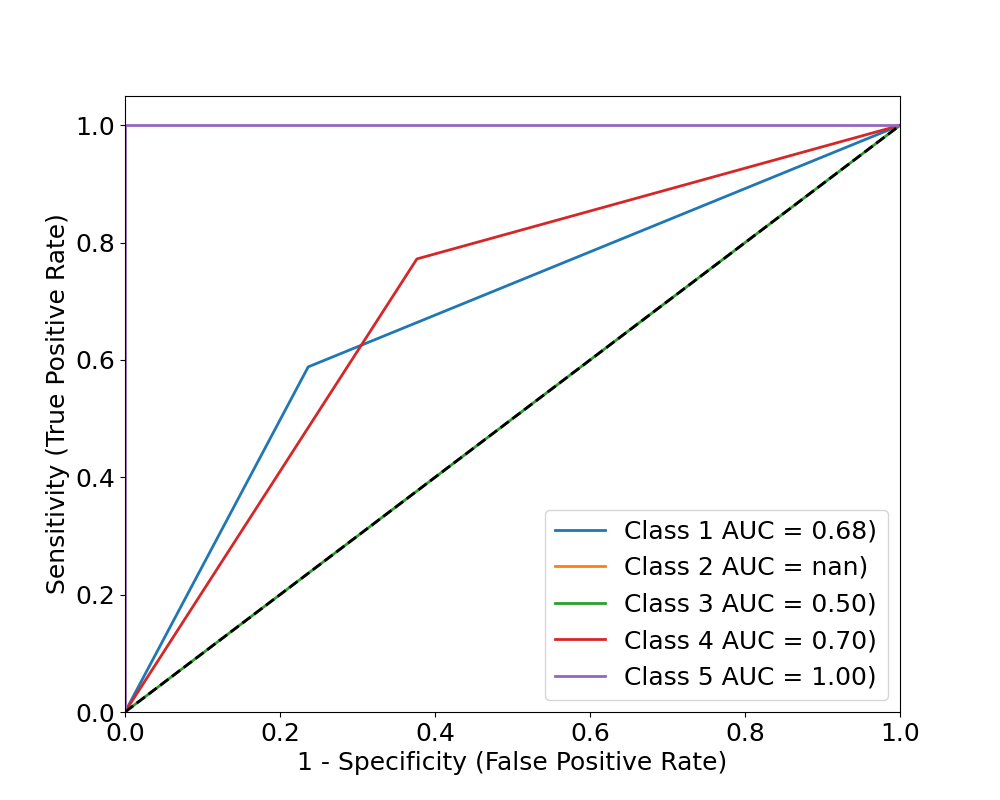 1.0
0.8
0.6
0.4
0.2
0.0
Sensitivity (True Positive Rate)
Class 1 AUC = 0.68)
Class 2 AUC = nan)
Class 3 AUC = 0.50)
Class 4 AUC = 0.70)
Class 5 AUC = 1.00)
0.0 0.2 0.4 0.6 0.8 1.0
1 - Specificity (False Positive Rate)